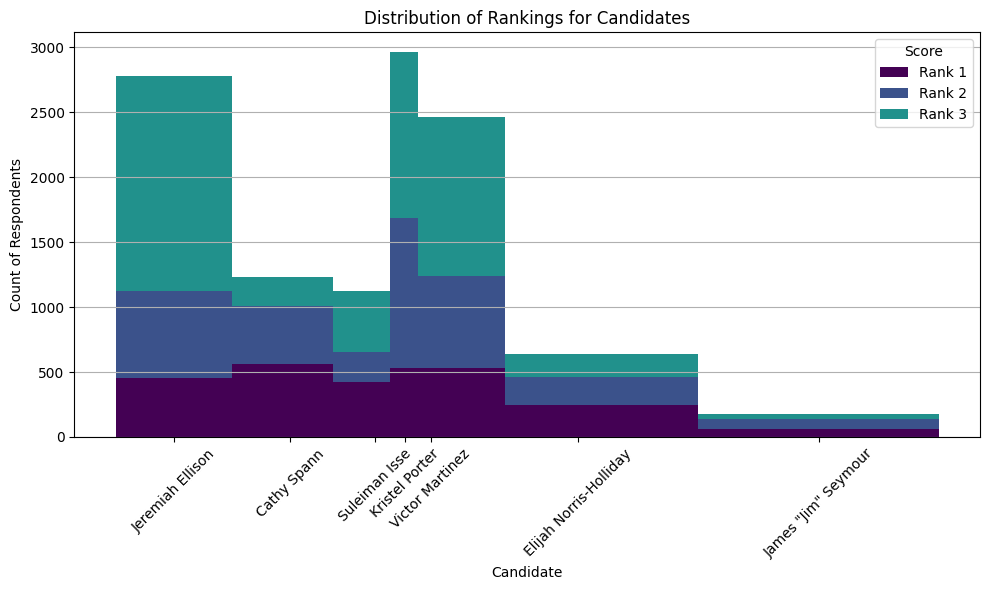 Distribution of Rankings for Candidates
Count of Respondents
3000
2500
2000
1500
1000
500
0
Score
Rank 1
Rank 2
Rank 3
Jeremiah Ellison
Cathy Spann
Suleiman Isse
Kristel Porter
Victor Martinez
Elijah Norris-Holliday
James "Jim" Seymour
Candidate